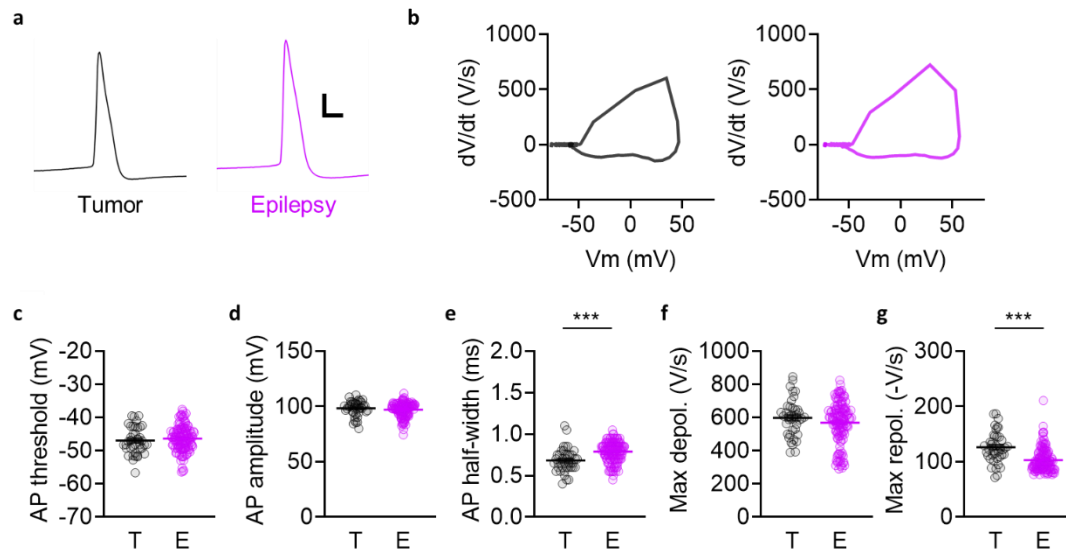 a
Tumor
Epilepsy
b
dV/dt (V/s)
1000
500
0
-500
-50 0 50
Vm (mV)
dV/dt (V/s)
1000
500
0
-500
-50 0 50
Vm (mV)
c
AP threshold (mV)
-20
-30
-40
-50
-60
-70
T E
d
AP amplitude (mV)
150
100
50
0
T E
e
***
AP half-width (ms)
2.0
1.5
1.0
0.5
0.0
T E
f
Max depol. (V/s)
1000
800
600
400
200
0
T E
g
***
Max repol. (-V/s)
300
200
100
0
T E